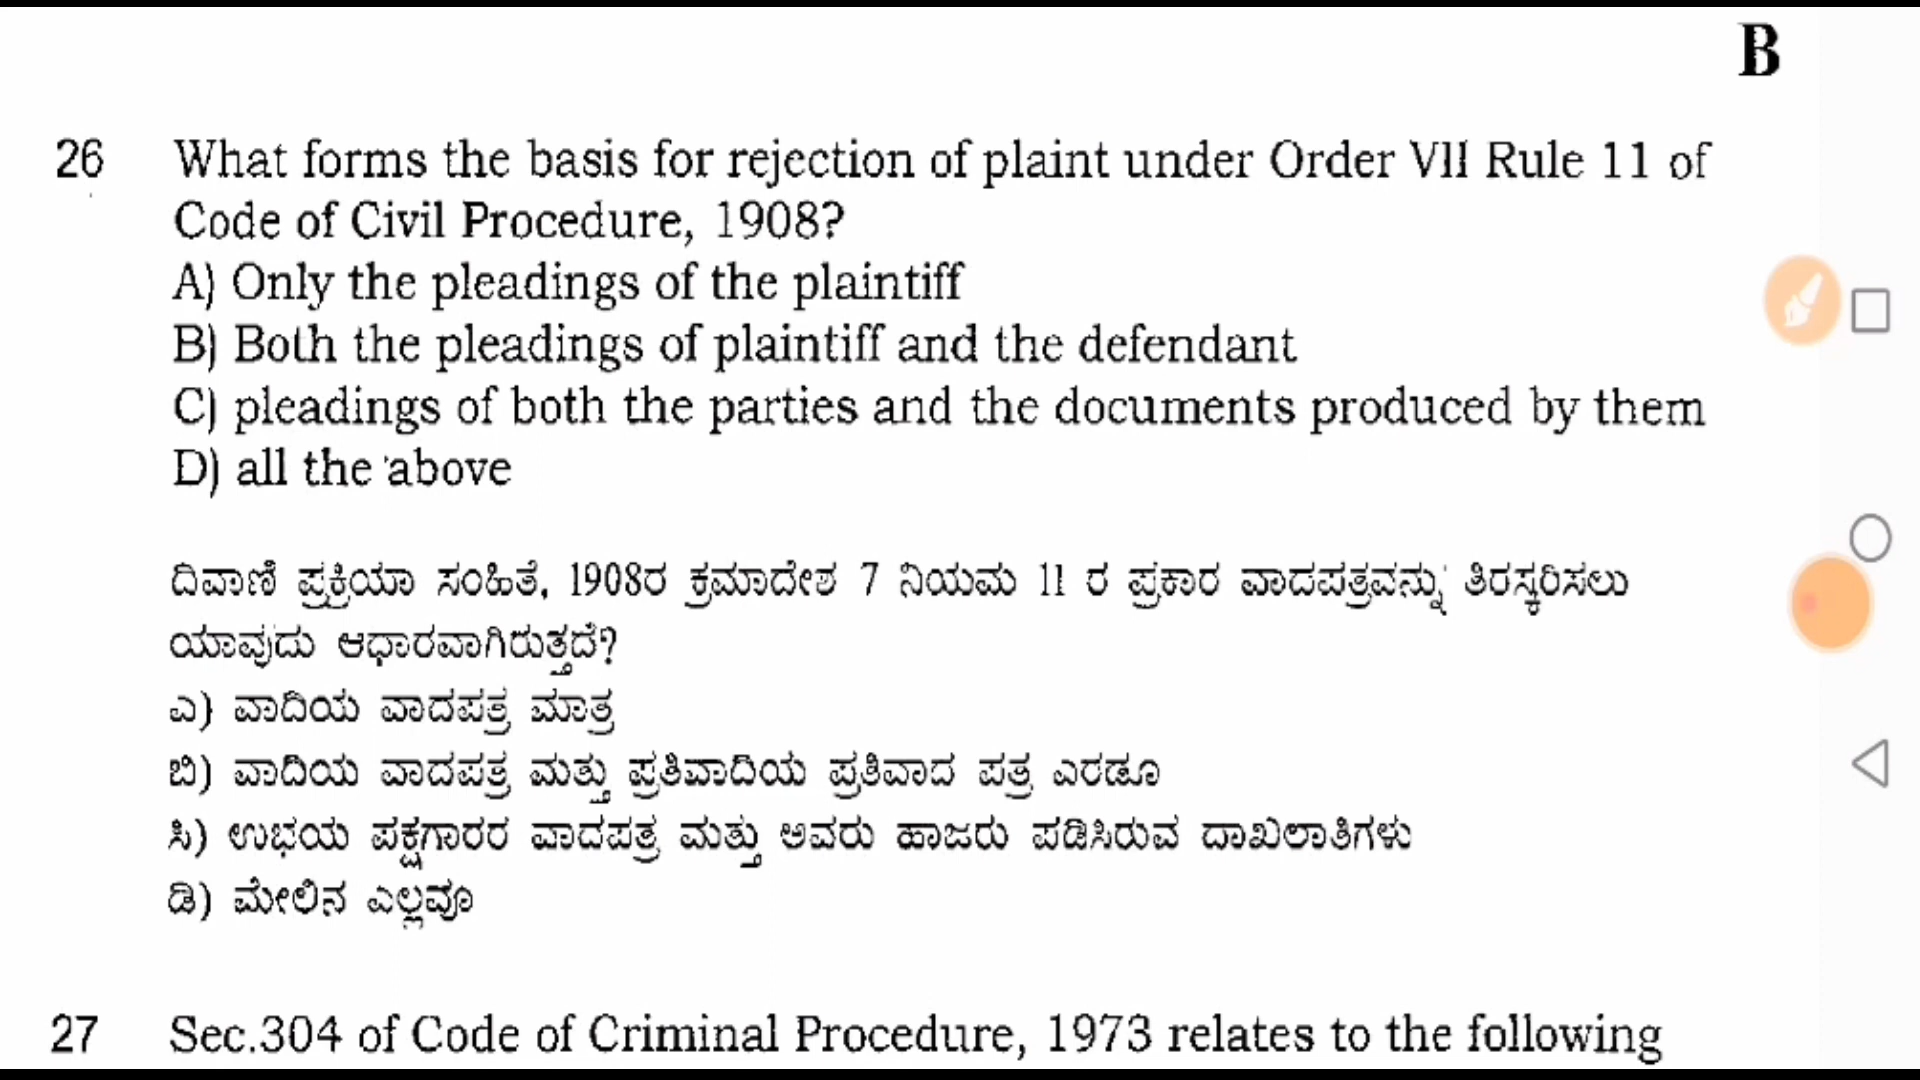 B
26 What forms the basis for rejection of plaint under Order VII Rule 11 of
Code of Civil Procedure, 1908?
A) Only the pleadings of the plaintiff
B) Both the pleadings of plaintiff and the defendant
C) pleadings of both the parties and the documents produced by them
D) all the above
ದಿವಾಣಿ ಪ್ರಕ್ರಿಯಾ ಸಂಹಿತೆ, 1908ರ ಕ್ರಮಾದೇಶ 7 ನಿಯಮ 11 ರ ಪ್ರಕಾರ ವಾದಪತ್ರವನ್ನು ತಿರಸ್ಕರಿಸಲು
ಯಾವುದು ಆಧಾರವಾಗಿರುತ್ತದೆ?
ಎ) ವಾದಿಯ ವಾದಪತ್ರ ಮಾತ್ರ
ಬಿ) ವಾದಿಯ ವಾದಪತ್ರ ಮತ್ತು ಪ್ರತಿವಾದಿಯ ಪ್ರತಿವಾದ ಪತ್ರ ಎರಡೂ
ಸಿ) ಉಭಯ ಪಕ್ಷಗಾರರ ವಾದಪತ್ರ ಮತ್ತು ಅವರು ಹಾಜರು ಪಡಿಸಿರುವ ದಾಖಲಾತಿಗಳು
ಡಿ) ಮೇಲಿನ ಎಲ್ಲವೂ
27 Sec.304 of Code of Criminal Procedure, 1973 relates to the following